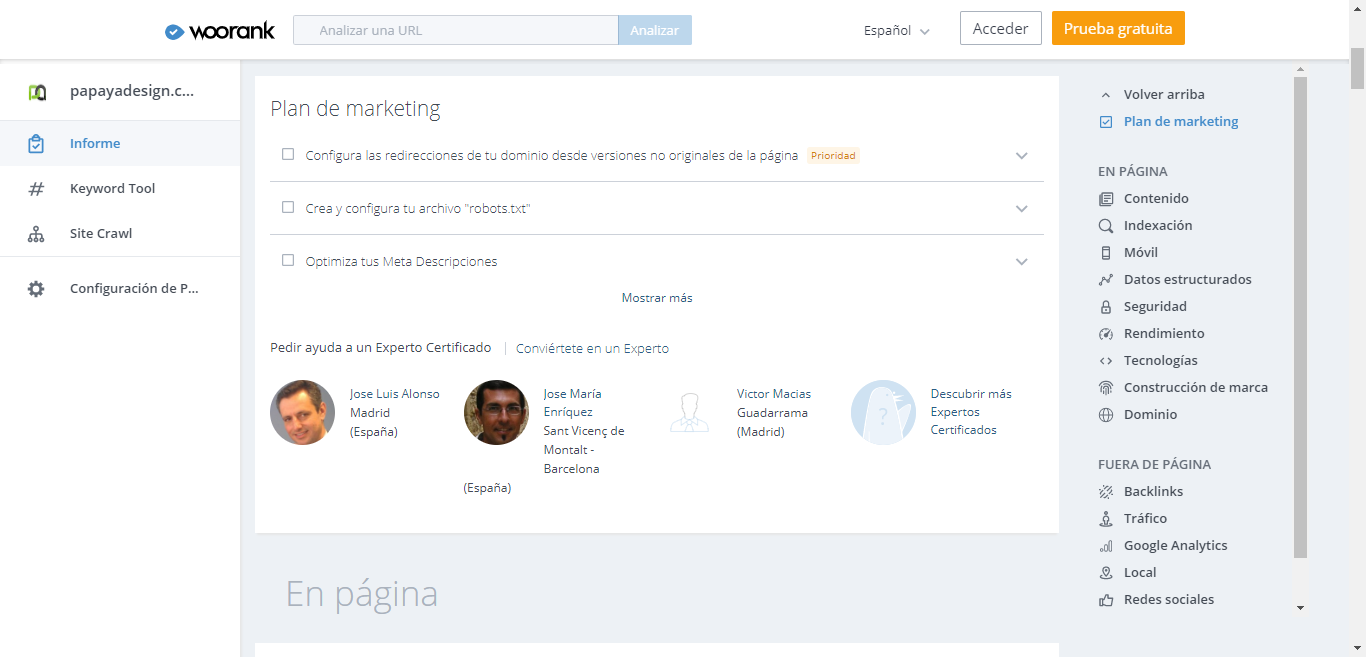 woorank
Analizar una URL
Analizar
Español
Acceder
Prueba gratuita
papayadesign.c...
Informe
Keyword Tool
Site Crawl
Configuración de P...
Plan de marketing
Configura las redirecciones de tu dominio desde versiones no originales de la página Prioridad
Crea y configura tu archivo "robots.txt"
Optimiza tus Meta Descripciones
Mostrar más
Pedir ayuda a un Experto Certificado
Conviértete en un Experto
Jose Luis Alonso
Madrid
(España)
Jose María
Enríquez
Sant Vicenç de
Montalt -
Barcelona
(España)
Victor Macias
Guadarrama
(Madrid)
?
Descubrir más
Expertos
Certificados
En página
Volver arriba
Plan de marketing
EN PÁGINA
Contenido
Indexación
Móvil
Datos estructurados
Seguridad
Rendimiento
Tecnologías
Construcción de marca
Dominio
FUERA DE PÁGINA
Backlinks
Tráfico
Google Analytics
Local
Redes sociales